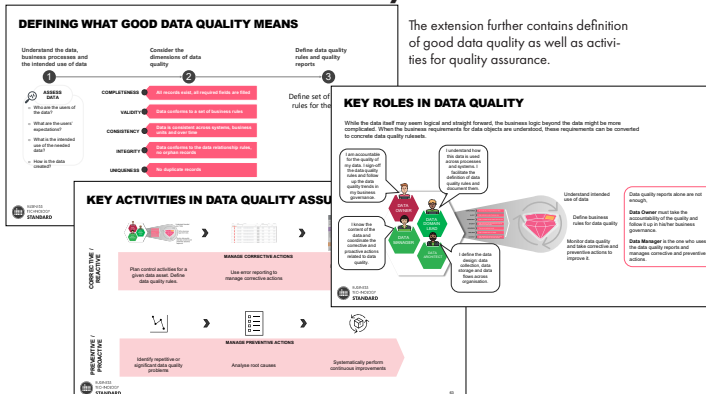 DEFINING WHAT GOOD DATA QUALITY MEANS
Understand the data,
business processes and
the intended use of data
1
ASSESS
DATA
Who are the users of
the data?
What are the users'
expectations?
What is the intended
use of the needed
data?
How is the data
created?
Consider the
dimensions of data
quality
2
COMPLETENESS
All records exist, all required fields are filled
VALIDITY
Data conforms to a set of business rules
CONSISTENCY
Data is consistent across systems, business
units and over time
INTEGRITY
Data conforms to the data relationship rules,
no orphan records
UNIQUENESS
No duplicate records
Define data quality
rules and quality
reports
3
Define set of
rules for the
BUSINESS
TECHNOLOGY
STANDARD
The extension further contains definition
of good data quality as well as activi-
ties for quality assurance.
KEY ROLES IN DATA QUALITY
While the data itself may seem logical and straight forward, the business logic beyond the data might be more
complicated. When the business requirements for data objects are understood, these requirements can be converted
to concrete data quality rulesets.
I am accountable
for the quality of
my data. I sign-off
the data quality
rules and follow
up the data
quality trends in
my business
governance.
I understand how
this data is used
across processes
and systems. I
facilitate the
definition of data
quality rules and
document them.
DATA
OWNER
DATA
DOMAIN
LEAD
DATA
MANAGER
DATA
ARCHITECT
I know the
content of the
data and
coordinate the
corrective and
proactive actions
related to data
quality.
I define the data
design: data
collection, data
storage and data
flows across
organisation.
Understand intended
use of data
Define business
rules for data quality
Monitor data quality
and take corrective and
preventive actions to
improve it.
Data quality reports alone are not
enough,
Data Owner must take the
accountability of the quality and
follow it up in his/her business
governance.
Data Manager is the one who uses
the data quality reports and
manages corrective and preventive
actions.
BUSINESS
TECHNOLOGY
STANDARD
KEY ACTIVITIES IN DATA QUALITY ASSU
CORRECTIVE /
REACTIVE
MANAGE CORRECTIVE ACTIONS
Plan control activities for a
given data asset. Define
data quality rules.
Use error reporting to
manage corrective actions
PREVENTIVE /
PROACTIVE
MANAGE PREVENTIVE ACTIONS
Identify repetitive or
significant data quality
problems
Analyse root causes
Systematically perform
continuous improvements
BUSINESS
TECHNOLOGY
STANDARD